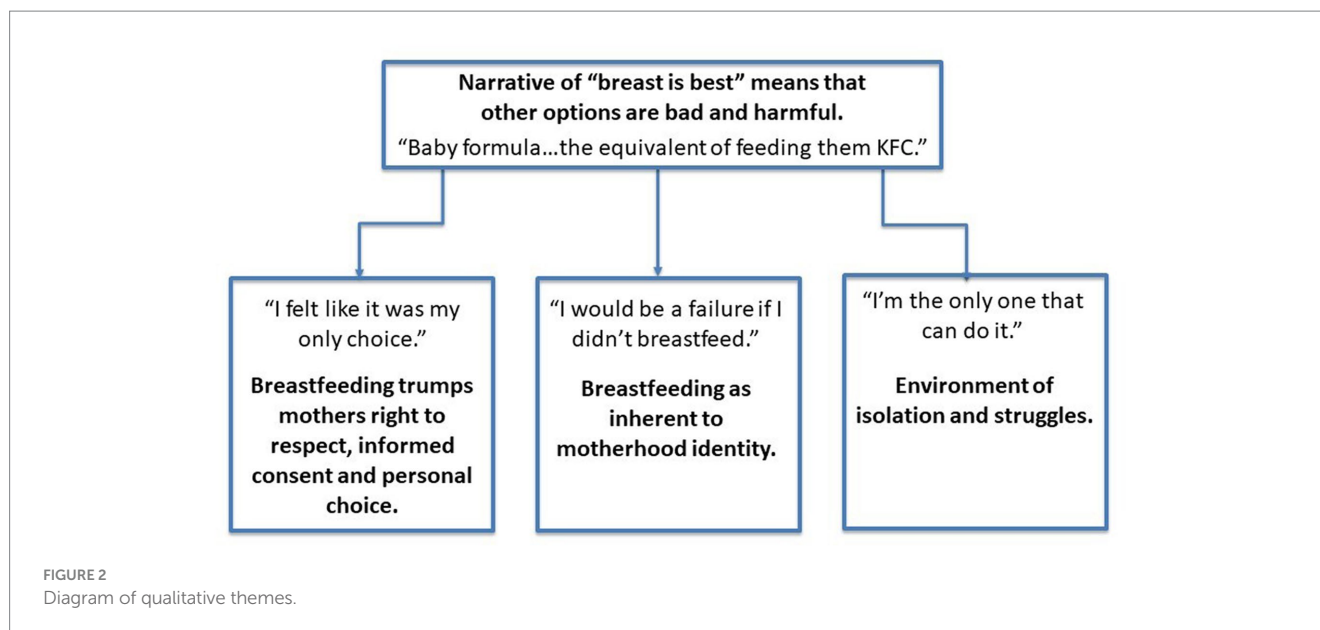 Narrative of “breast is best” means that
other options are bad and harmful.
“Baby formula...the equivalent of feeding them KFC.”
“I felt like it was my
only choice.”
Breastfeeding trumps
mothers right to
respect, informed
consent and personal
choice.
“I would be a failure if I
didn’t breastfeed.”
Breastfeeding as
inherent to
motherhood identity.
“I’m the only one that
can do it.”
Environment of
isolation and struggles.
FIGURE 2
Diagram of qualitative themes.